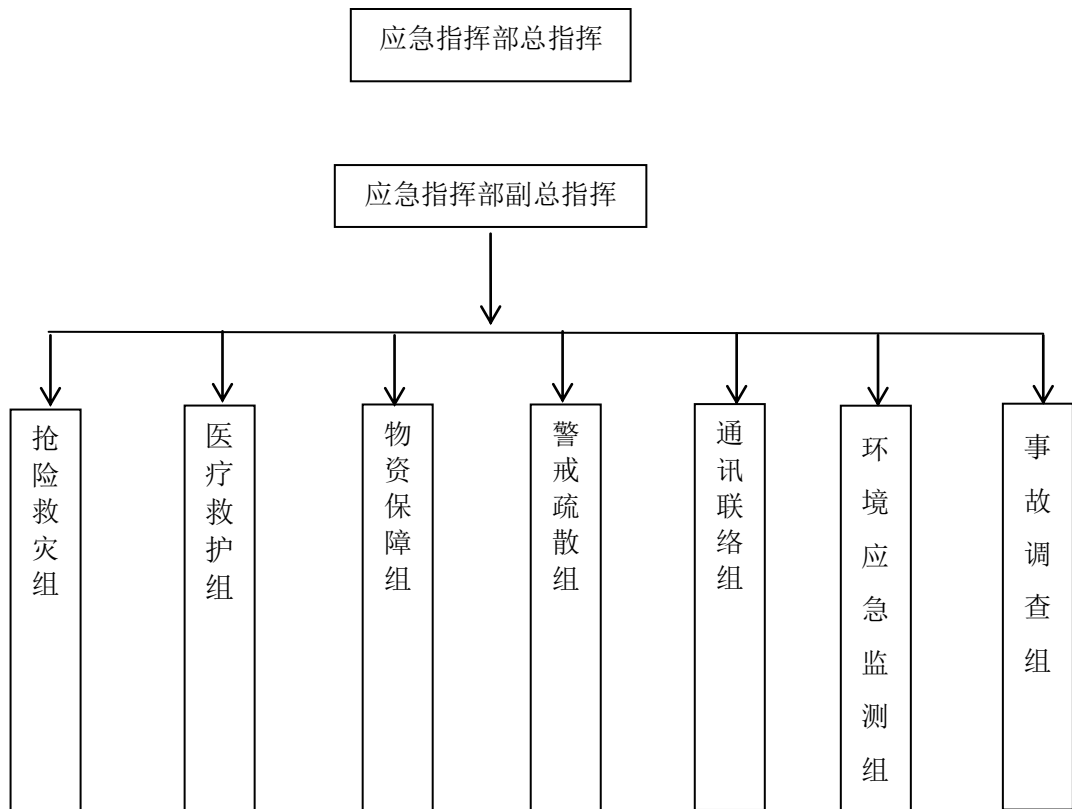 应急指挥部总指挥
应急指挥部副总指挥
抢险救灾组
医疗救护组
物资保障组
警戒疏散组
通讯联络组
环境应急监测组
事故调查组